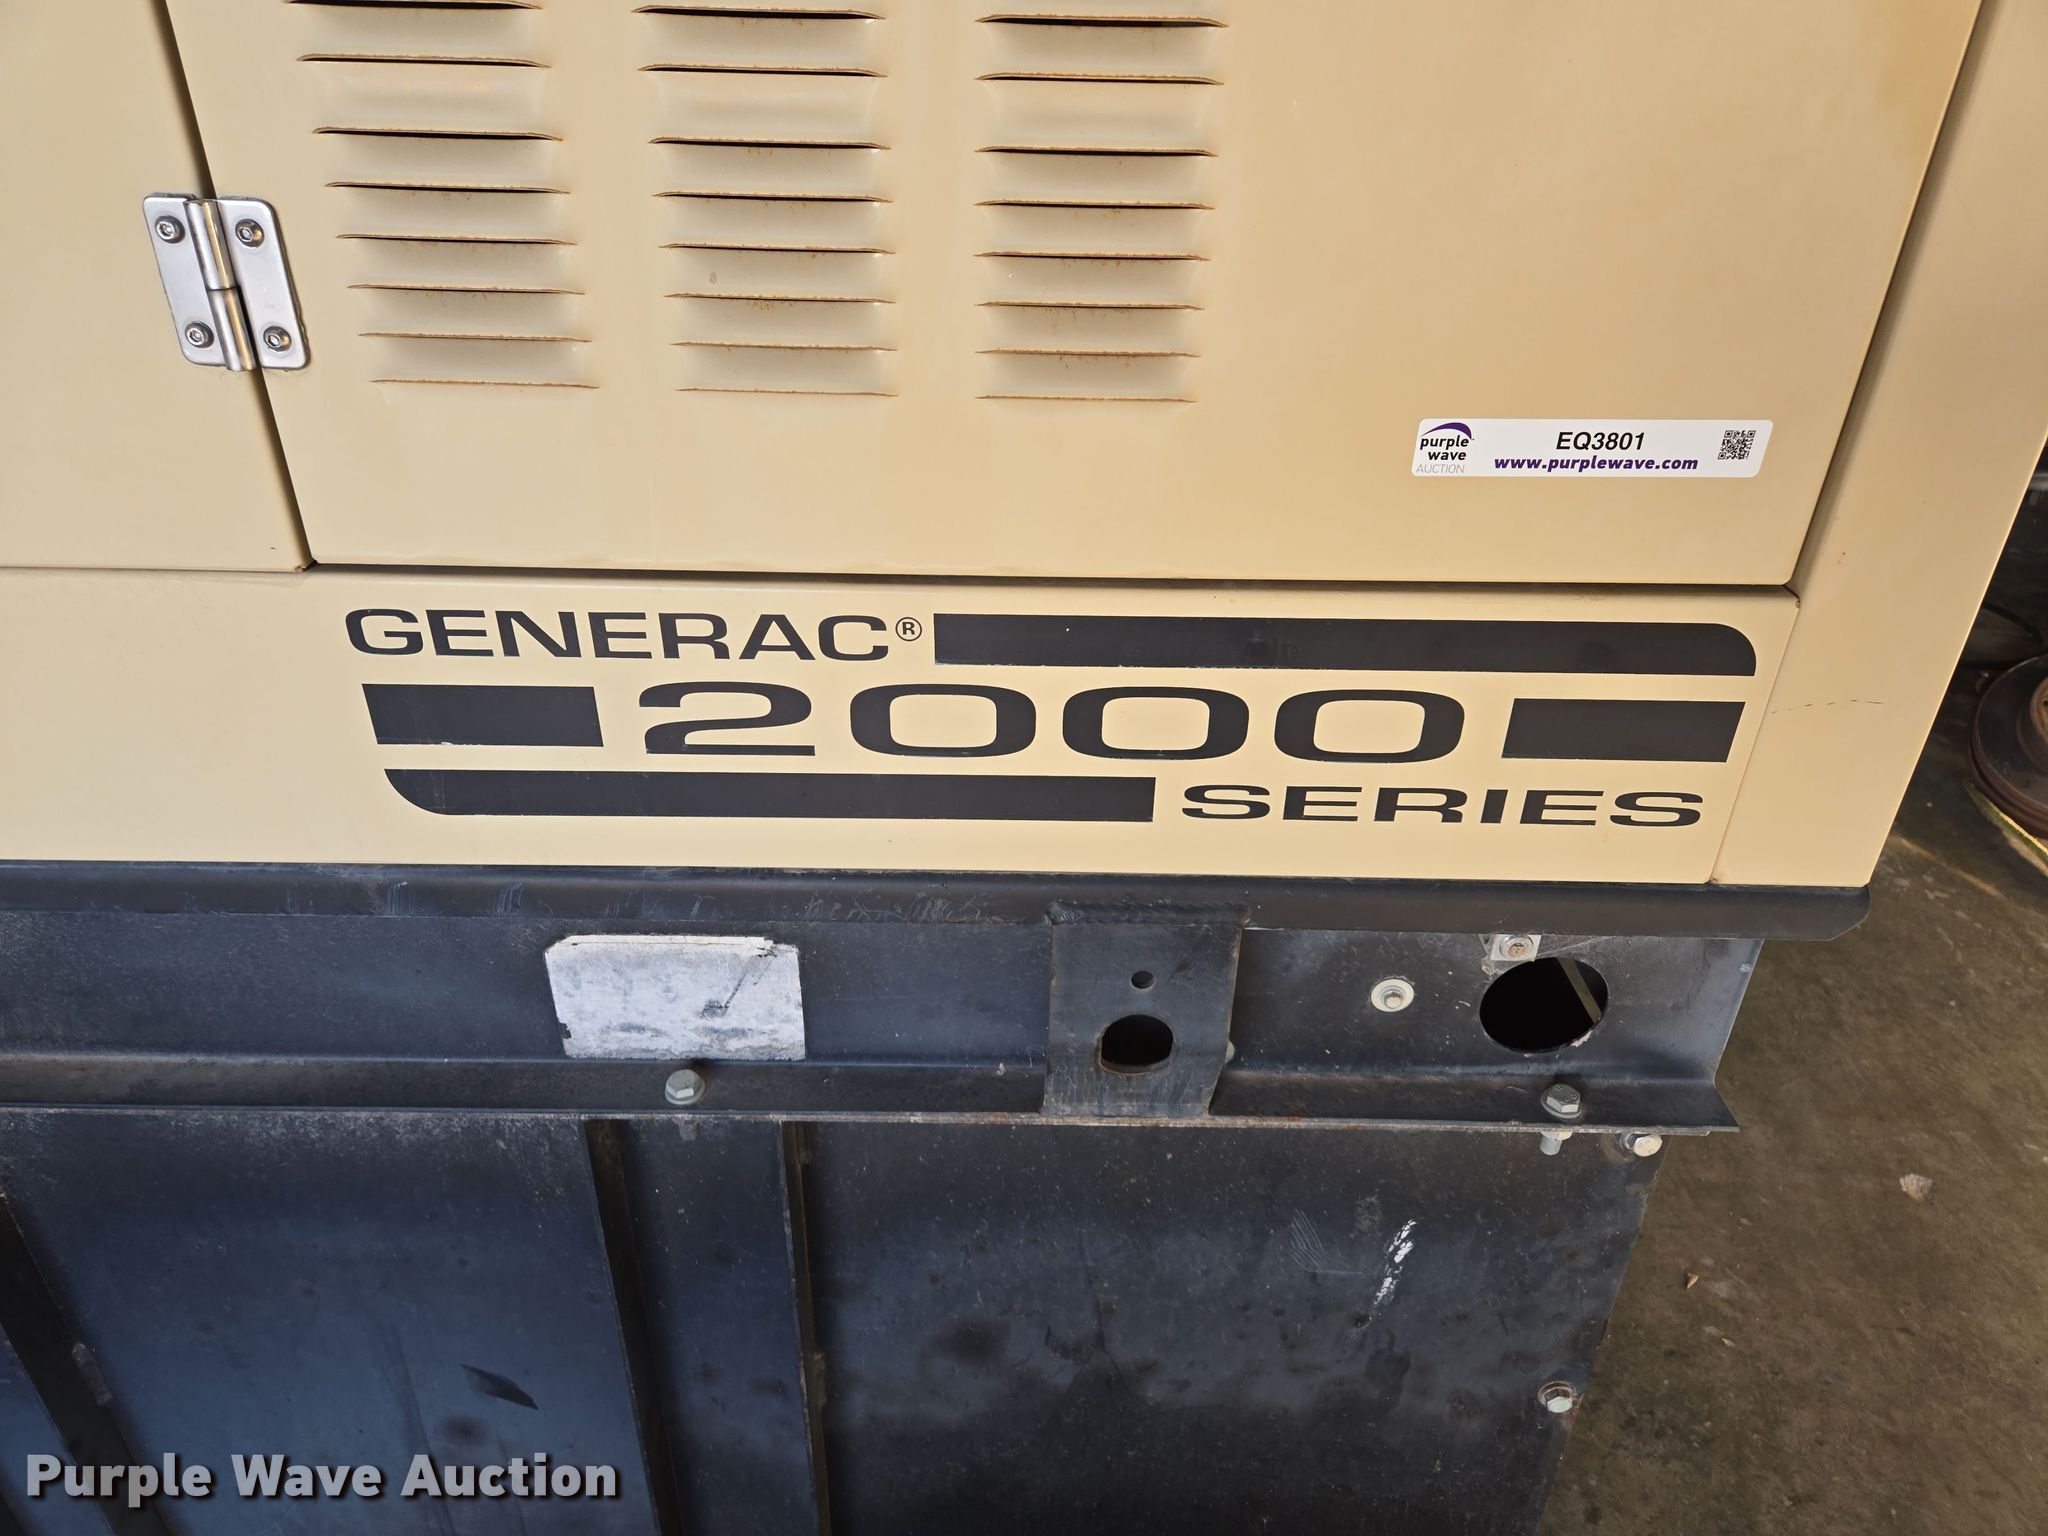 purple
wave
AUCTION
EQ3801
www.purplewave.com
GENERAC®
2000
SERIES
Purple Wave Auction